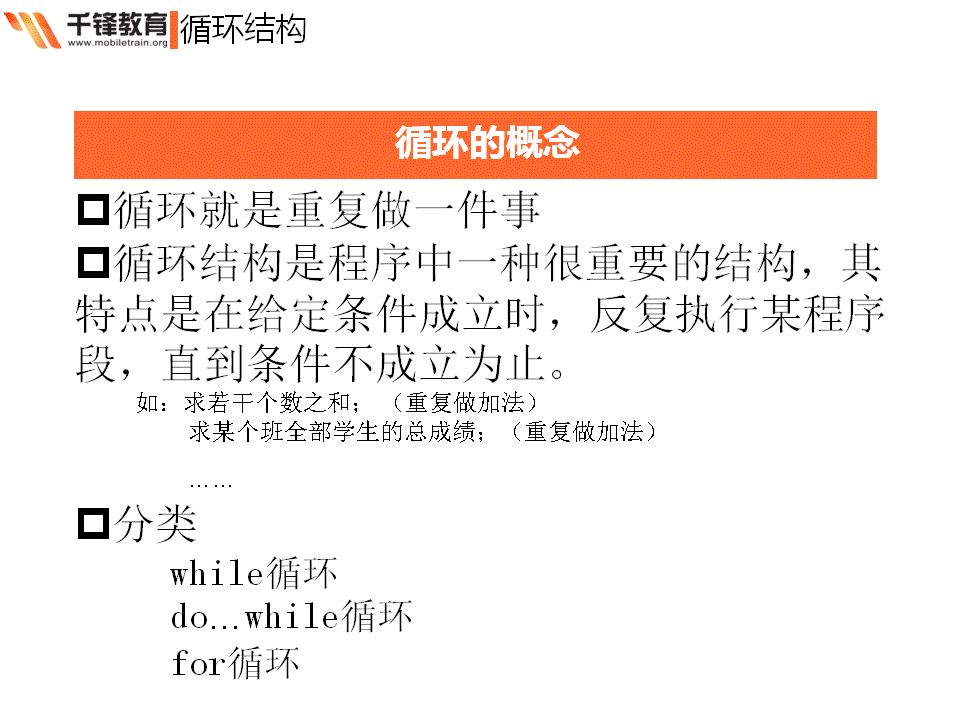 千锋教育
www.mobiletrain.org
循环结构
循环的概念
循环就是重复做一件事
循环结构是程序中一种很重要的结构，其
特点是在给定条件成立时，反复执行某程序
段，直到条件不成立为止。
如：求若干个数之和；（重复做加法）
求某个班全部学生的总成绩；（重复做加法）
……
分类
while循环
do…while循环
for循环